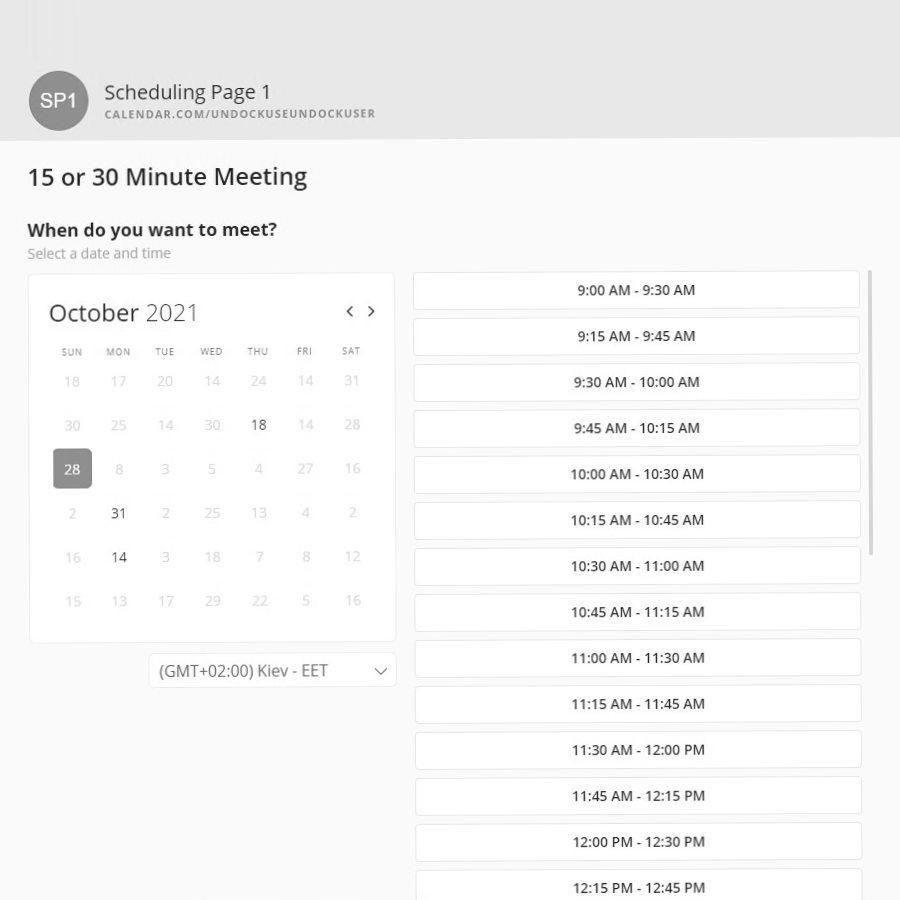 SP1
Scheduling Page 1
CALENDAR.COM/UNDOCKUSEUNDOCKUSER
15 or 30 Minute Meeting
When do you want to meet?
Select a date and time
October 2021
SUN MON TUE WED THU FRI SAT
18 17 20 14 24 14 31
30 25 14 30 18 14 28
28 8 3 5 4 27 16
2 31 2 25 13 4 2
16 14 3 18 7 8 12
15 13 17 29 22 5 16
(GMT+02:00) Kiev - EET
9:00 AM - 9:30 AM
9:15 AM - 9:45 AM
9:30 AM - 10:00 AM
9:45 AM - 10:15 AM
10:00 AM - 10:30 AM
10:15 AM - 10:45 AM
10:30 AM - 11:00 AM
10:45 AM - 11:15 AM
11:00 AM - 11:30 AM
11:15 AM - 11:45 AM
11:30 AM - 12:00 PM
11:45 AM - 12:15 PM
12:00 PM - 12:30 PM
12:15 PM - 12:45 PM